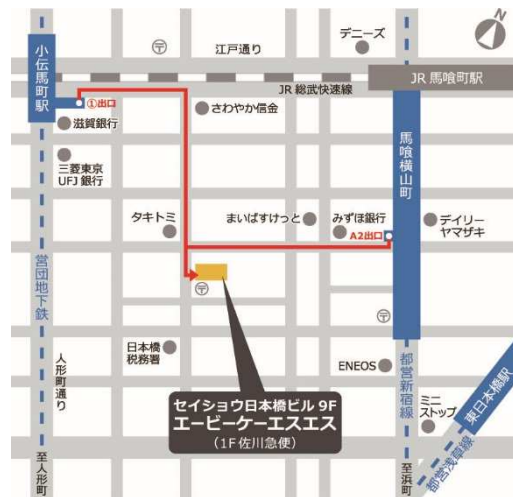 N
デニーズ
江戸通り
小伝馬町駅
JR 馬喰町駅
JR 総武快速線
①出口
さわやか信金
滋賀銀行
三菱東京
UFJ 銀行
馬喰横山町
タキトミ
まいばすけっと
みずほ銀行
A2出口
デイリー
ヤマザキ
営団地下鉄
日本橋
税務署
人形町通り
ENEOS
都営新宿線
東日本橋駅
ミニ
ストップ
セイショウ日本橋ビル 9F
エービーケーエスエス
(1F 佐川急便)
至人形町
至浜町
都営浅草線